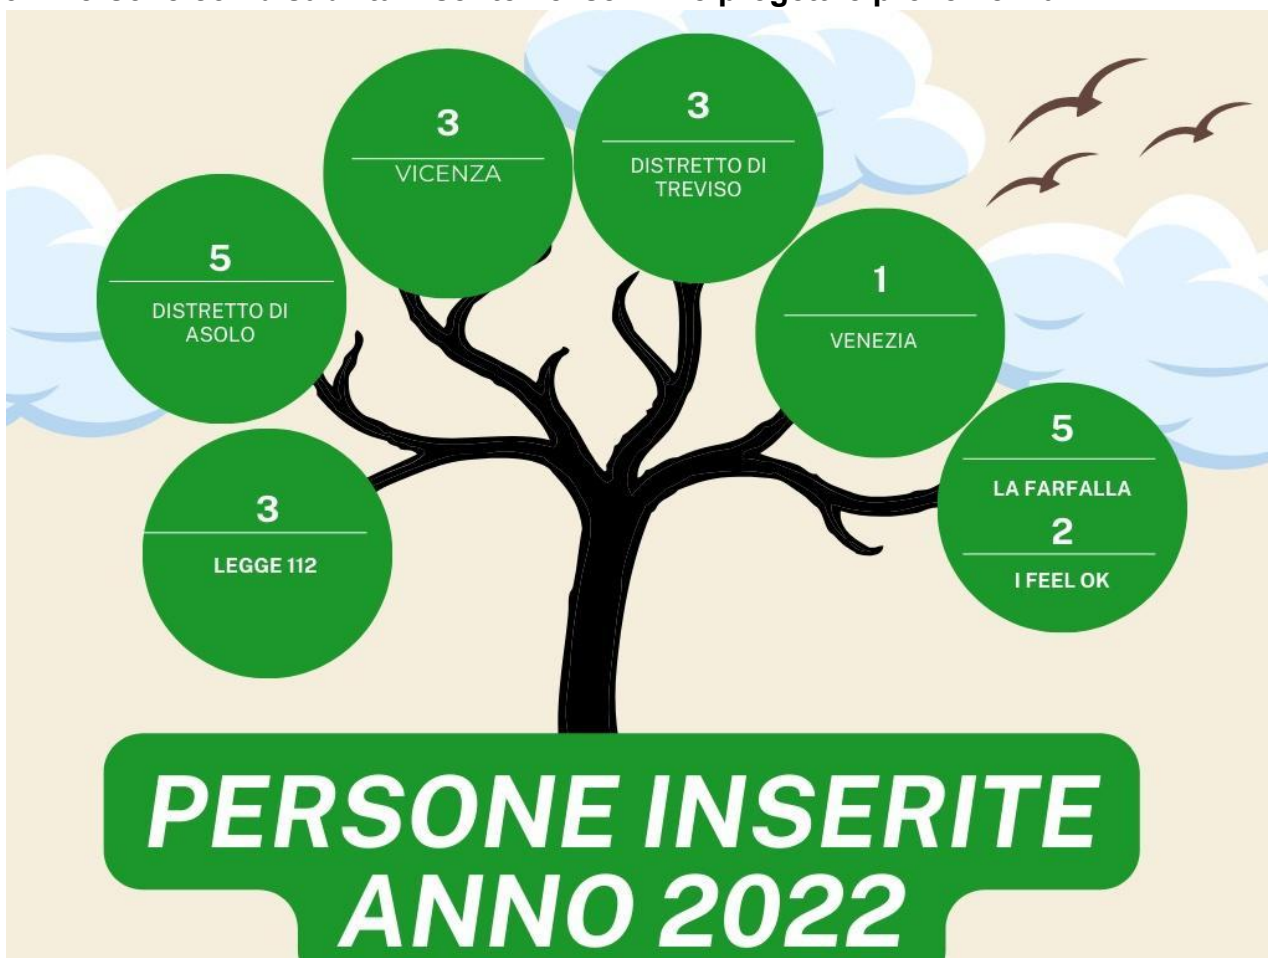 3
VICENZA
3
DISTRETTO DI
TREVISO
5
DISTRETTO DI
ASOLO
1
VENEZIA
3
LEGGE 112
5
LA FARFALLA
2
I FEEL OK
PERSONE INSERITE
ANNO 2022